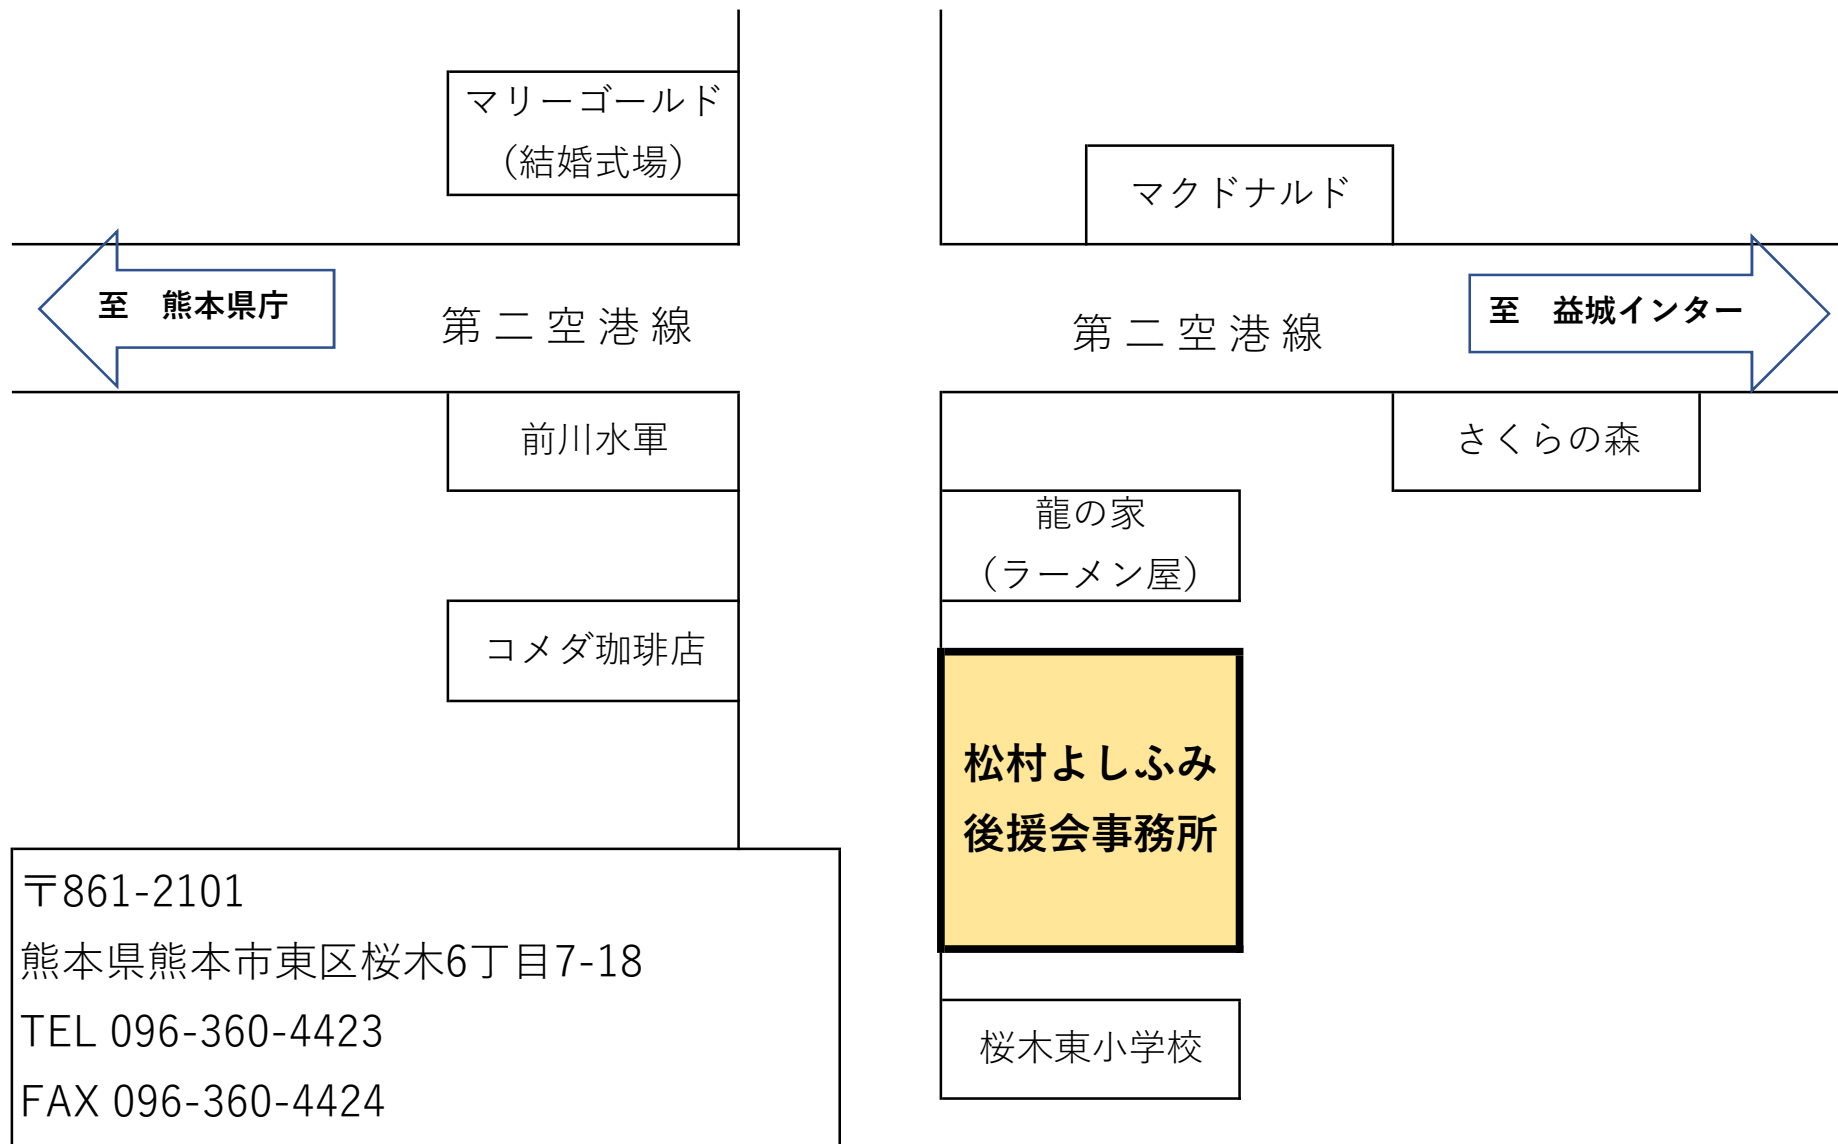 マリーゴールド
（結婚式場）
マクドナルド
至　熊本県庁
第二空港線
第二空港線
至　益城インター
前川水軍
さくらの森
龍の家
（ラーメン屋）
コメダ珈琲店
松村よしふみ
後援会事務所
〒861-2101
熊本県熊本市東区桜木6丁目7-18
TEL 096-360-4423
FAX 096-360-4424
桜木東小学校